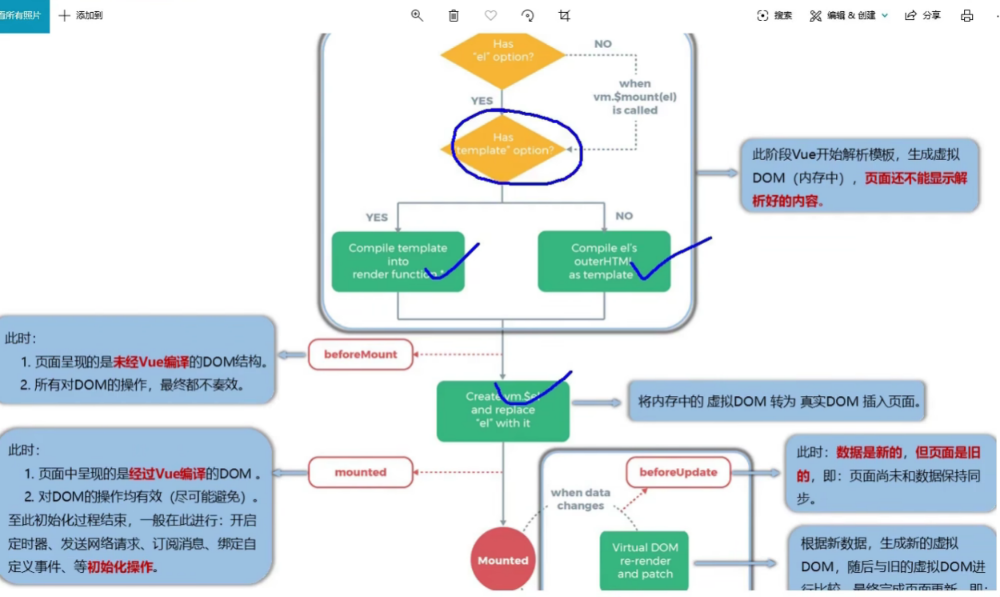 看所有照片
添加到
搜索
编辑 & 创建
分享
Has
"el" option?
NO
when
vm.$mount(el)
is called
YES
Has
"template" option?
此阶段Vue开始解析模板，生成虚拟
DOM（内存中），页面还不能显示解
析好的内容。
YES
NO
Compile template
into
render function *
Compile el's
outerHTML
as template *
此时：
1. 页面呈现的是未经Vue编译的DOM结构。
2. 所有对DOM的操作，最终都不奏效。
beforeMount
Create vm.$el
and replace
"el" with it
将内存中的 虚拟DOM 转为 真实DOM 插入页面。
此时：
1. 页面中呈现的是经过Vue编译的DOM 。
2. 对DOM的操作均有效（尽可能避免）。
至此初始化过程结束，一般在此进行：开启
定时器、发送网络请求、订阅消息、绑定自
定义事件、等初始化操作。
mounted
beforeUpdate
此时：数据是新的，但页面是旧
的，即：页面尚未和数据保持同
步。
when data
changes
Mounted
Virtual DOM
re-render
and patch
根据新数据，生成新的虚拟
DOM，随后与旧的虚拟DOM进
行比较，最终完成页面更新，即：